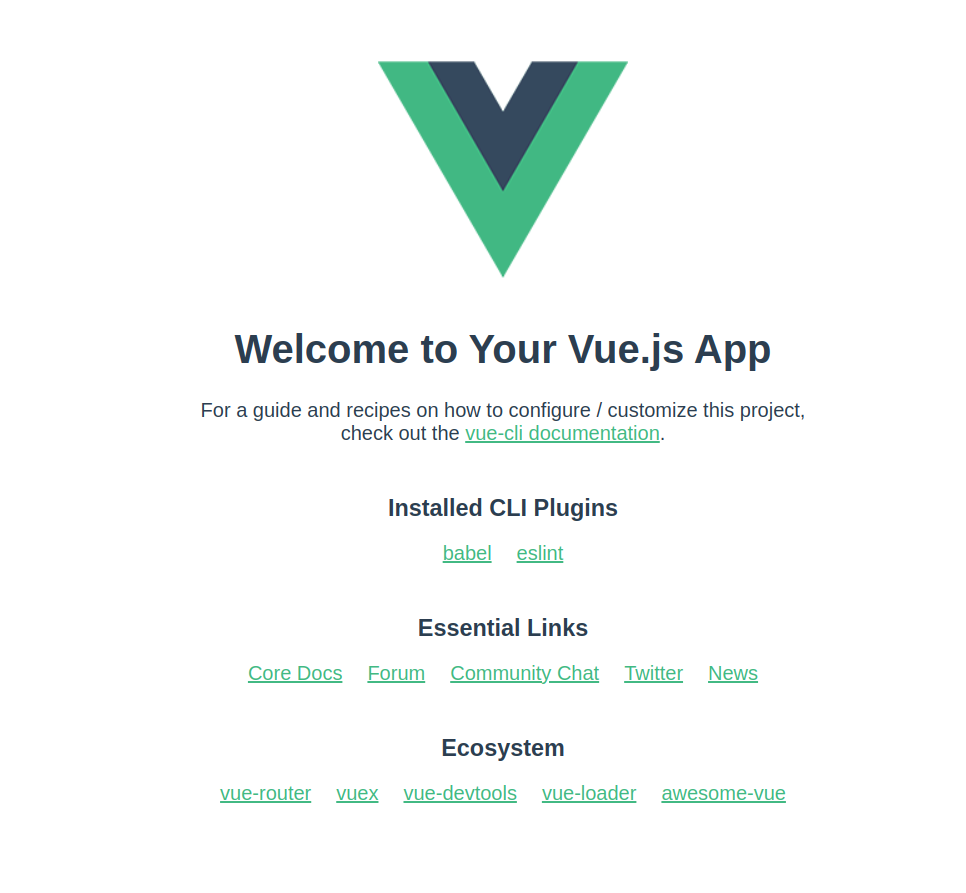 Welcome to Your Vue.js App
For a guide and recipes on how to configure / customize this project,
check out the vue-cli documentation.
Installed CLI Plugins
babel eslint
Essential Links
Core Docs Forum Community Chat Twitter News
Ecosystem
vue-router vuex vue-devtools vue-loader awesome-vue